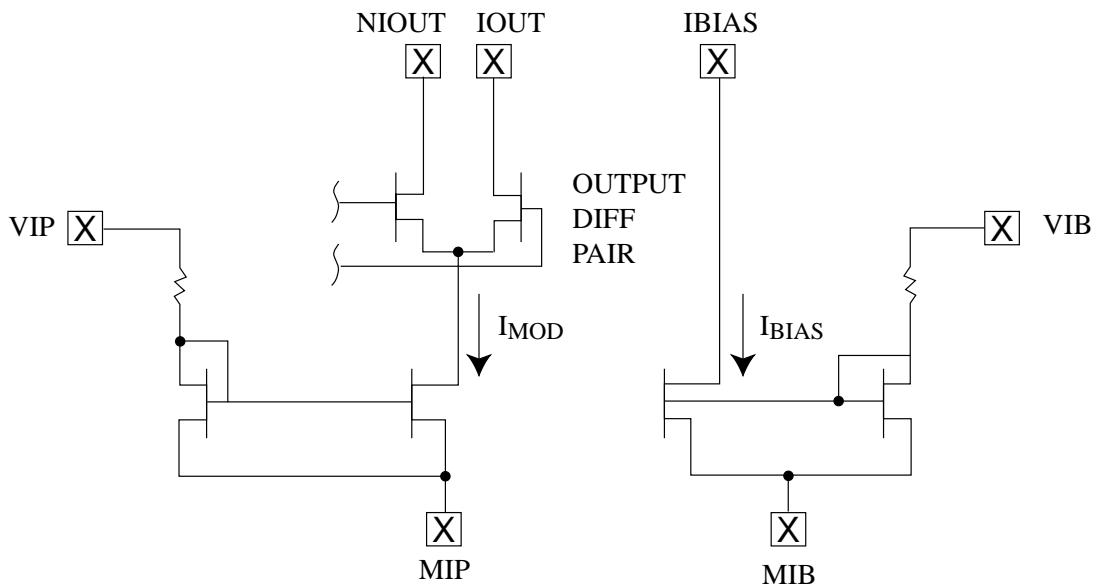 NIOUT IOUT IBIAS
X X X
OUTPUT
DIFF
PAIR
VIP X
X VIB
IMOD
IBIAS
X X
MIP MIB